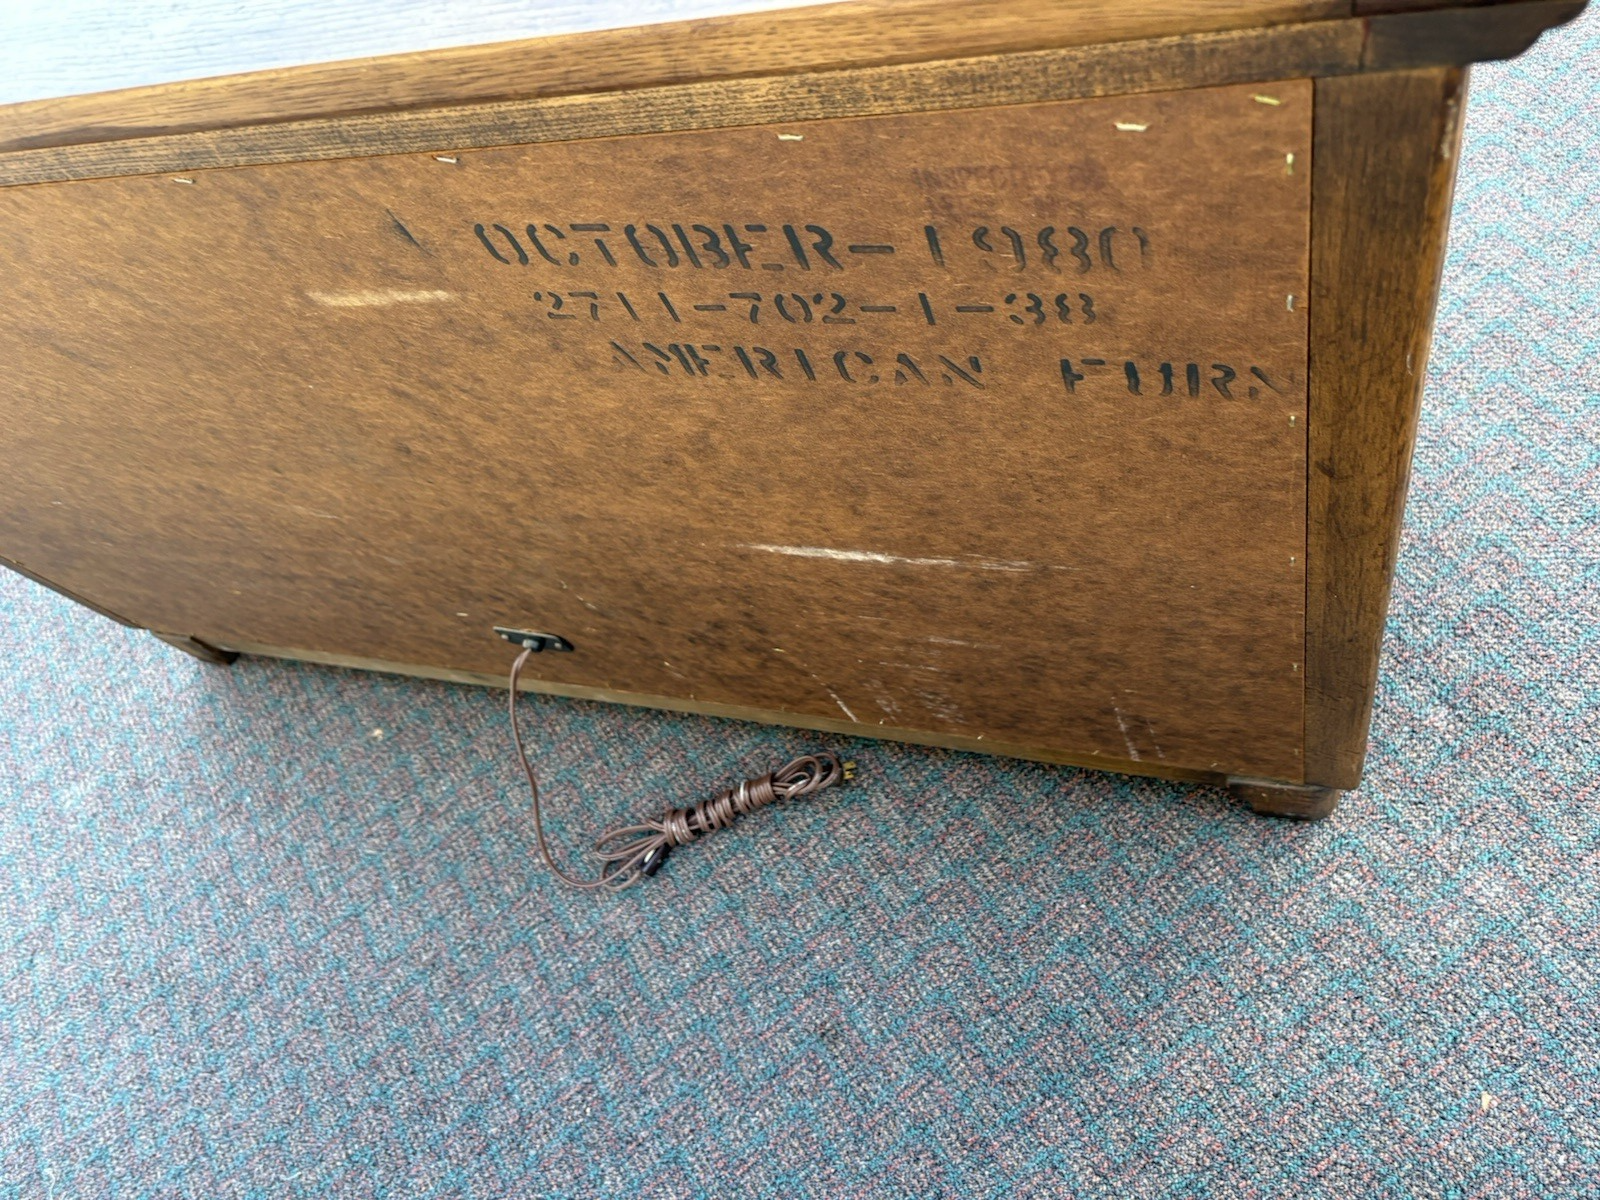 OCTOBER-1980
2711-702-1-38
AMERICAN FURN